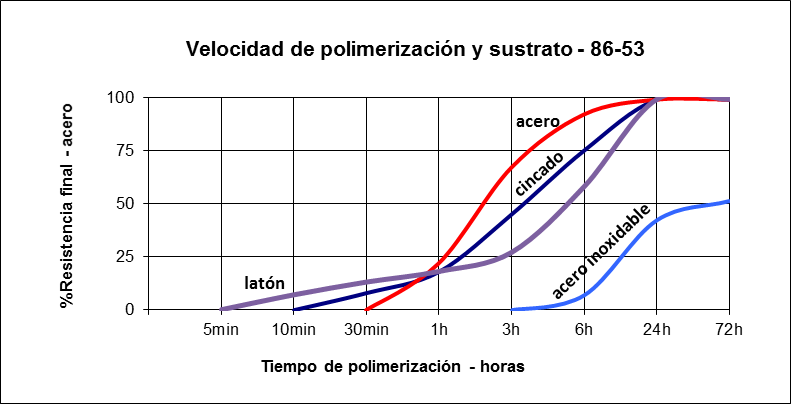 Velocidad de polimerización y sustrato - 86-53
%Resistencia final - acero
100
75
50
25
0
acero
cincado
latón
acero inoxidable
5min 10min 30min 1h 3h 6h 24h 72h
Tiempo de polimerización - horas